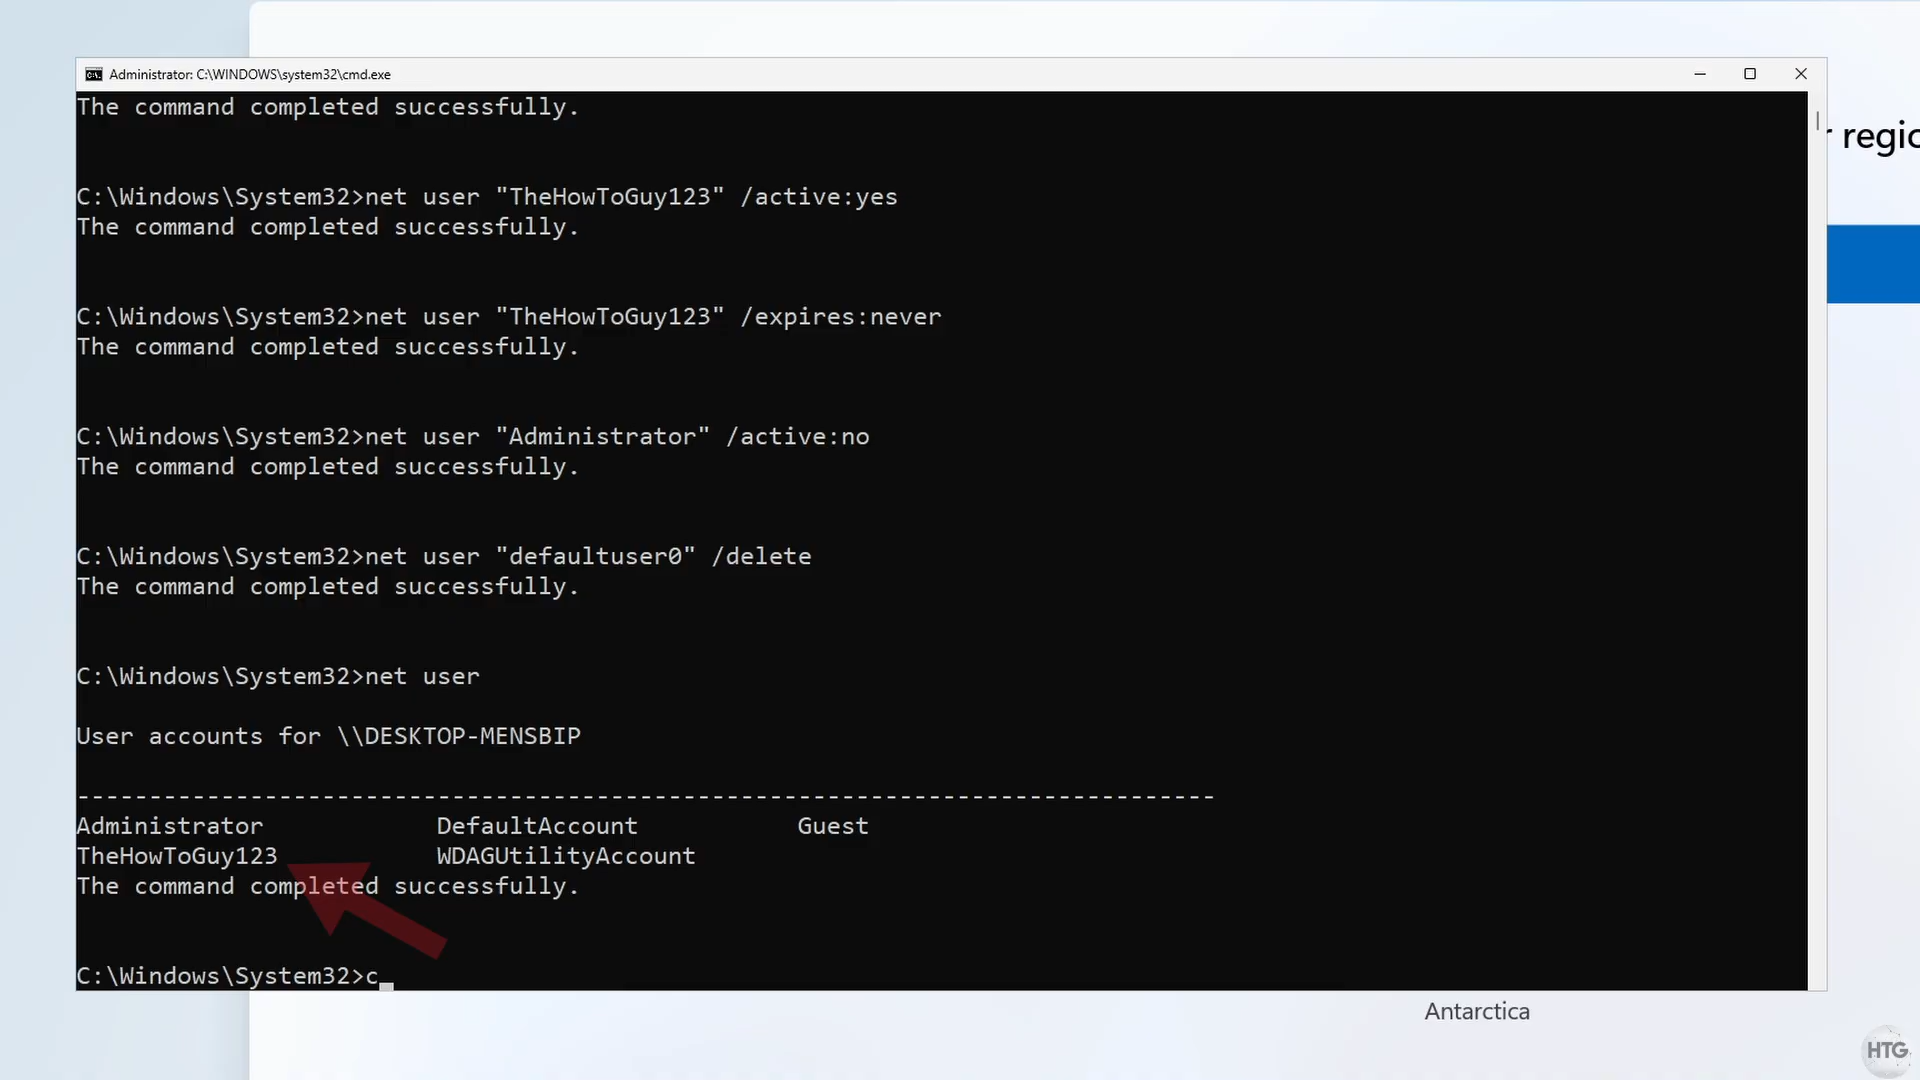 Administrator: C:\WINDOWS\system32\cmd.exe
The command completed successfully.
C:\Windows\System32>net user "TheHowToGuy123" /active:yes
The command completed successfully.
C:\Windows\System32>net user "TheHowToGuy123" /expires:never
The command completed successfully.
C:\Windows\System32>net user "Administrator" /active:no
The command completed successfully.
C:\Windows\System32>net user "defaultuser0" /delete
The command completed successfully.
C:\Windows\System32>net user
User accounts for \\DESKTOP-MENSBIP
-------------------------------------------------------------------------------
Administrator DefaultAccount Guest
TheHowToGuy123 WDAGUtilityAccount
The command completed successfully.
C:\Windows\System32>c
Antarctica
HTG